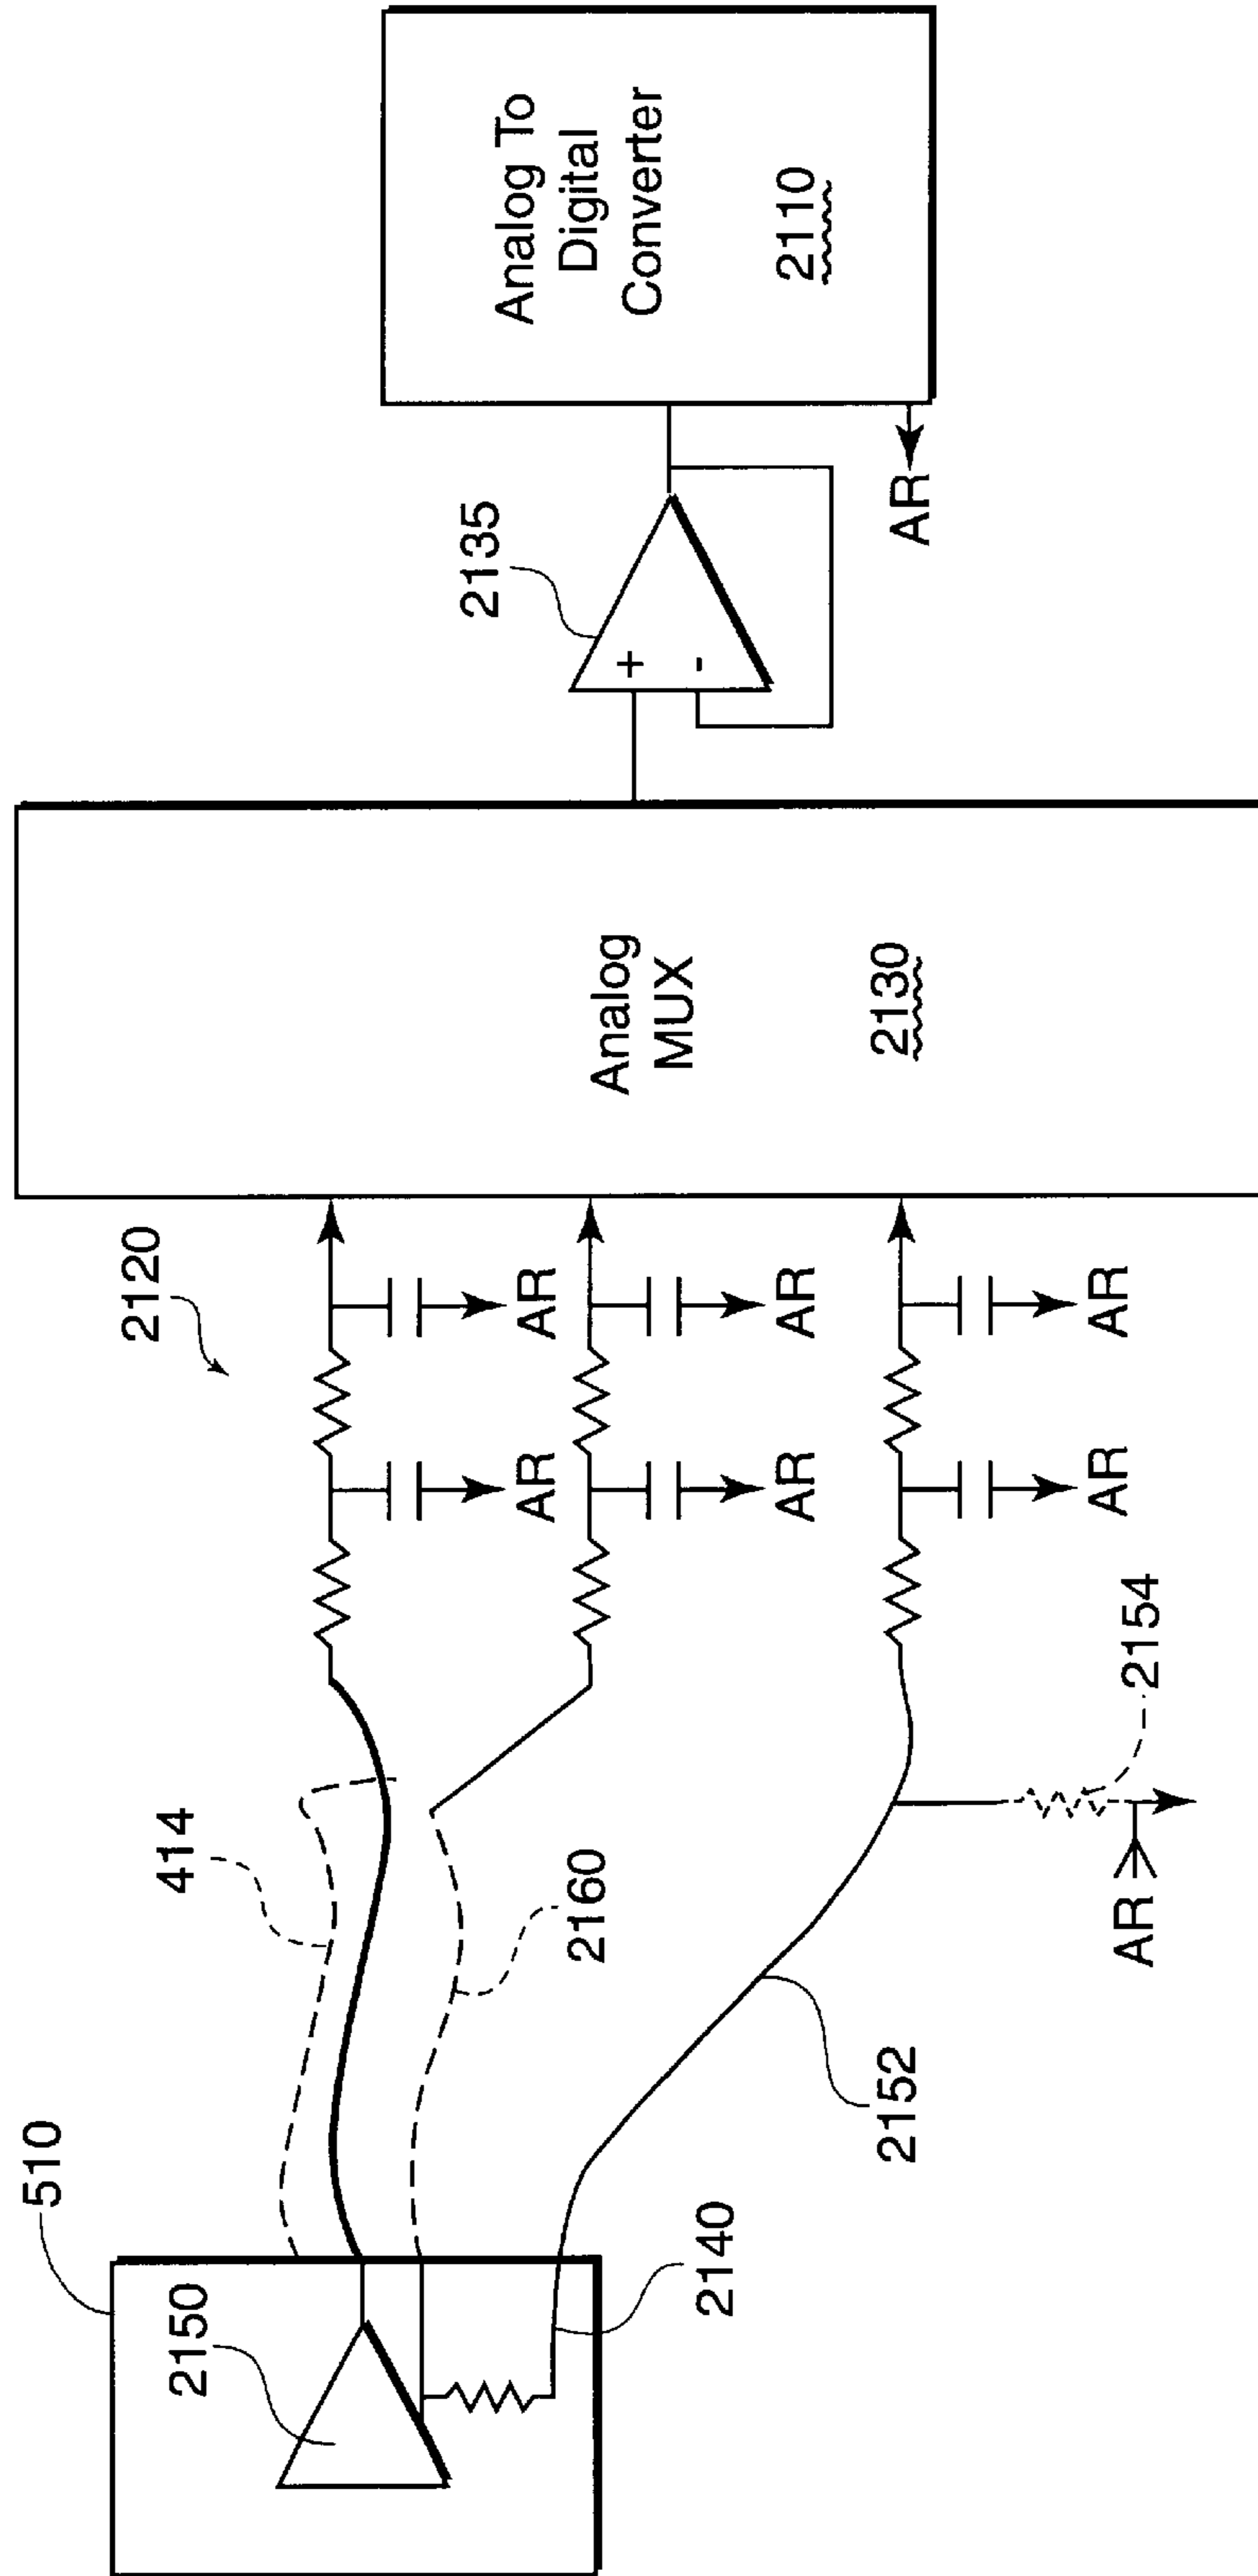 510
2150
414
2160
2140
2152
2154
AR
2120
AR
AR
AR
AR
AR
AR
Analog
MUX
2130
2135
+
-
Analog To
Digital
Converter
2110
AR